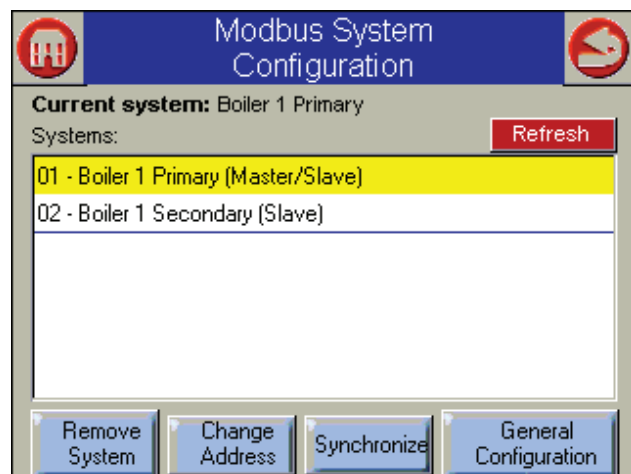 Modbus System
Configuration
Current system: Boiler 1 Primary
Systems:
Refresh
01 - Boiler 1 Primary (Master/Slave)
02 - Boiler 1 Secondary (Slave)
Remove
System
Change
Address
Synchronize
General
Configuration